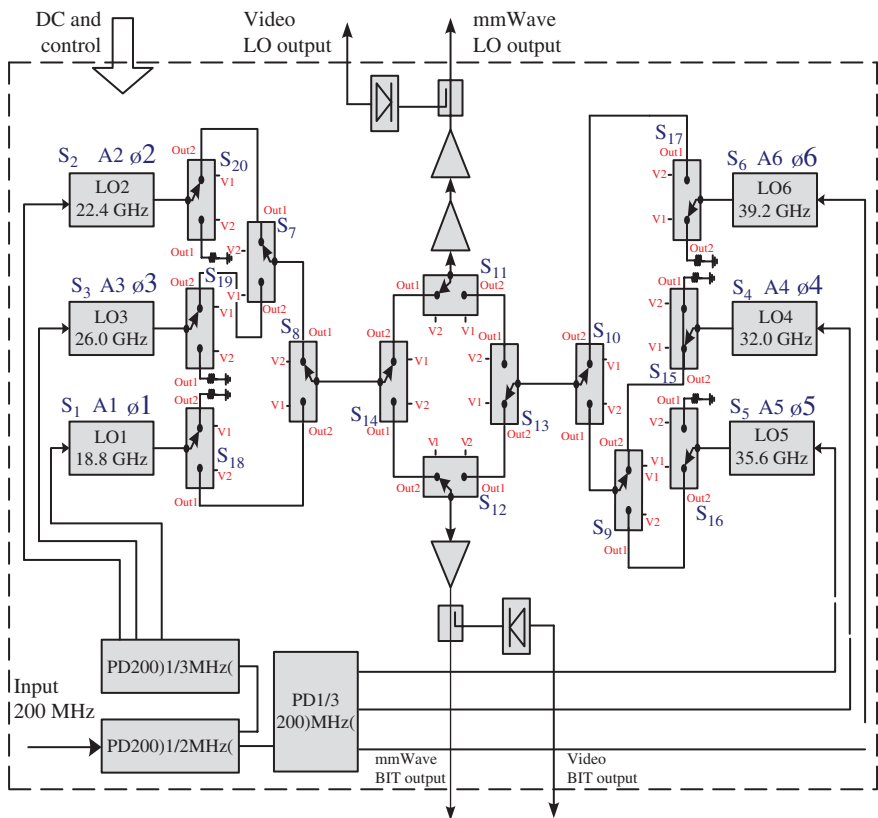 DC and
control
Video
LO output
mmWave
LO output
S2 A2 ø2
LO2
22.4 GHz
Out2
S20
V1
V2
Out1
Out1
S7
V2
V1
Out2
S3 A3 ø3
LO3
26.0 GHz
Out2
S19
V1
V2
Out1
S1 A1 ø1
LO1
18.8 GHz
Out2
V1
S18
V2
Out1
S8
Out1
V2
V1
Out2
Out2
V1
S14
V2
Out1
S11
Out1
Out2
V2
V1
Out1
V2
V1
S13
Out2
V1
V2
Out2
Out1
S12
S10
Out2
V1
V2
Out1
S17
Out1
V2
V1
Out2
S6 A6 ø6
LO6
39.2 GHz
Out1
V2
V1
S15
Out2
S4 A4 ø4
LO4
32.0 GHz
Out1
V2
V1
Out2
S16
S5 A5 ø5
LO5
35.6 GHz
Out2
V1
S9
V2
Out1
PD200)1/3MHz(
Input
200 MHz
PD200)1/2MHz(
PD1/3
200)MHz(
mmWave
BIT output
Video
BIT output